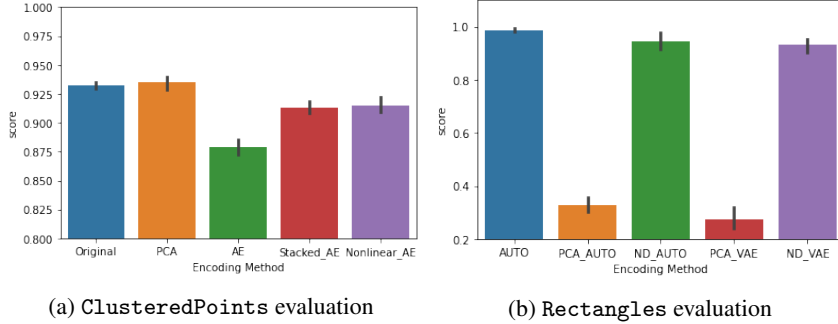 1.000
0.975
0.950
0.925
0.900
0.875
0.850
0.825
0.800
score
Original PCA AE Stacked_AE Nonlinear_AE
Encoding Method
(a) ClusteredPoints evaluation
1.0
0.8
0.6
0.4
0.2
score
AUTO PCA_AUTO ND_AUTO PCA_VAE ND_VAE
Encoding Method
(b) Rectangles evaluation